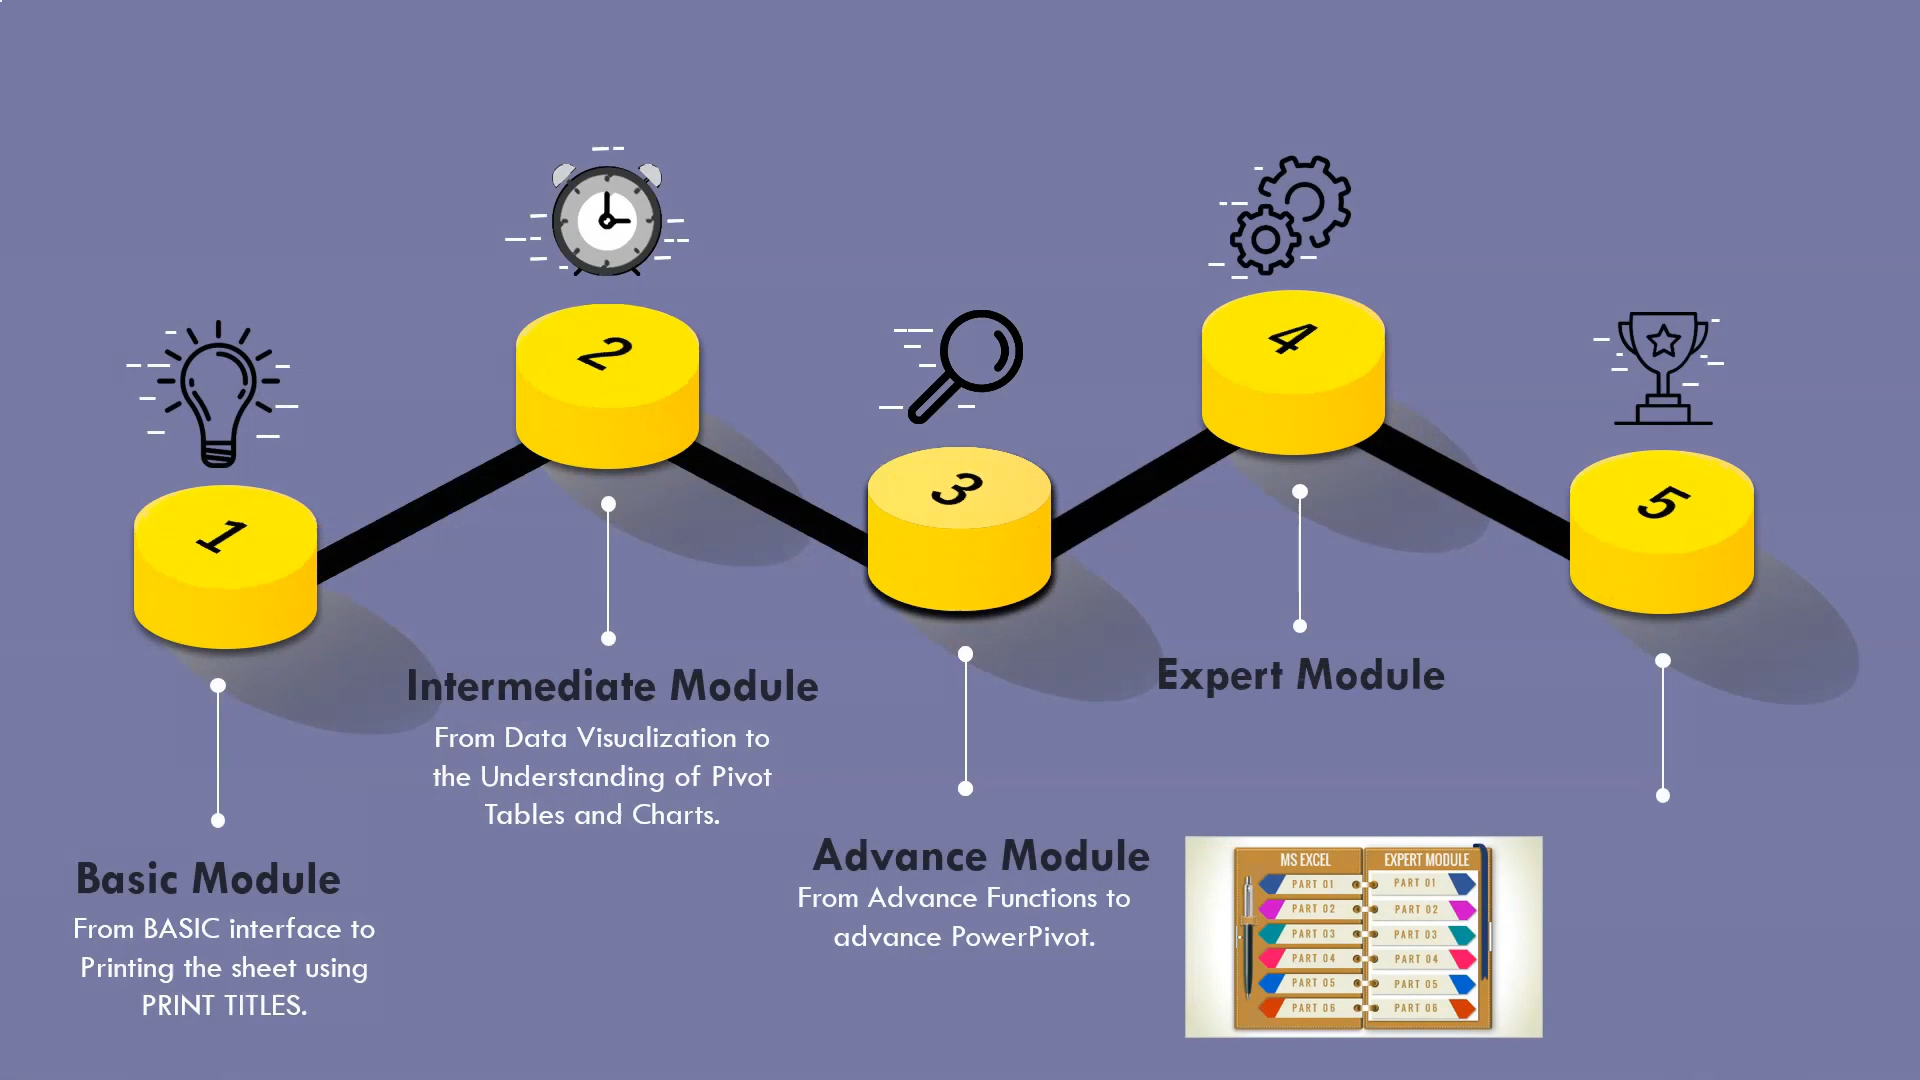 1
2
3
4
5
Basic Module
From BASIC interface to
Printing the sheet using
PRINT TITLES.
Intermediate Module
From Data Visualization to
the Understanding of Pivot
Tables and Charts.
Advance Module
From Advance Functions to
advance PowerPivot.
Expert Module
MS EXCEL
PART 01
PART 02
PART 03
PART 04
PART 05
PART 06
EXPERT MODULE
PART 01
PART 02
PART 03
PART 04
PART 05
PART 06